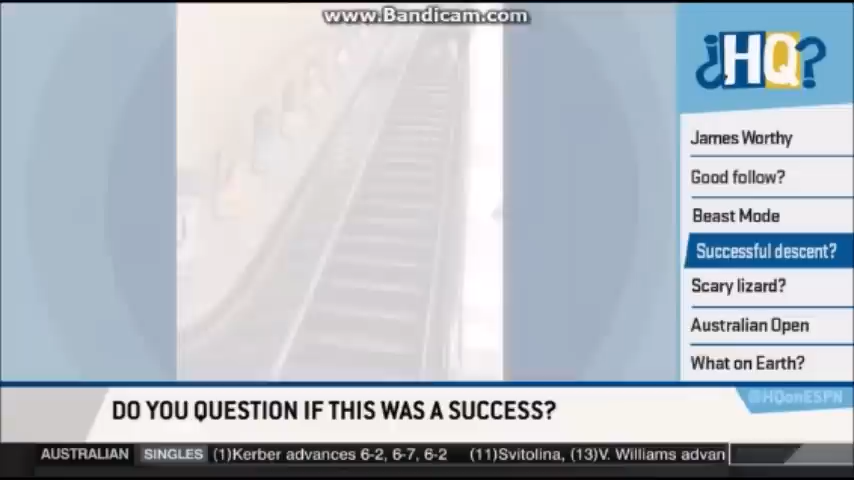 www.Bandicam.com
¿HQ?
James Worthy
Good follow?
Beast Mode
Successful descent?
Scary lizard?
Australian Open
What on Earth?
@HQonESPN
DO YOU QUESTION IF THIS WAS A SUCCESS?
AUSTRALIAN SINGLES (1)Kerber advances 6-2, 6-7, 6-2 (11)Svitolina, (13)V. Williams advan